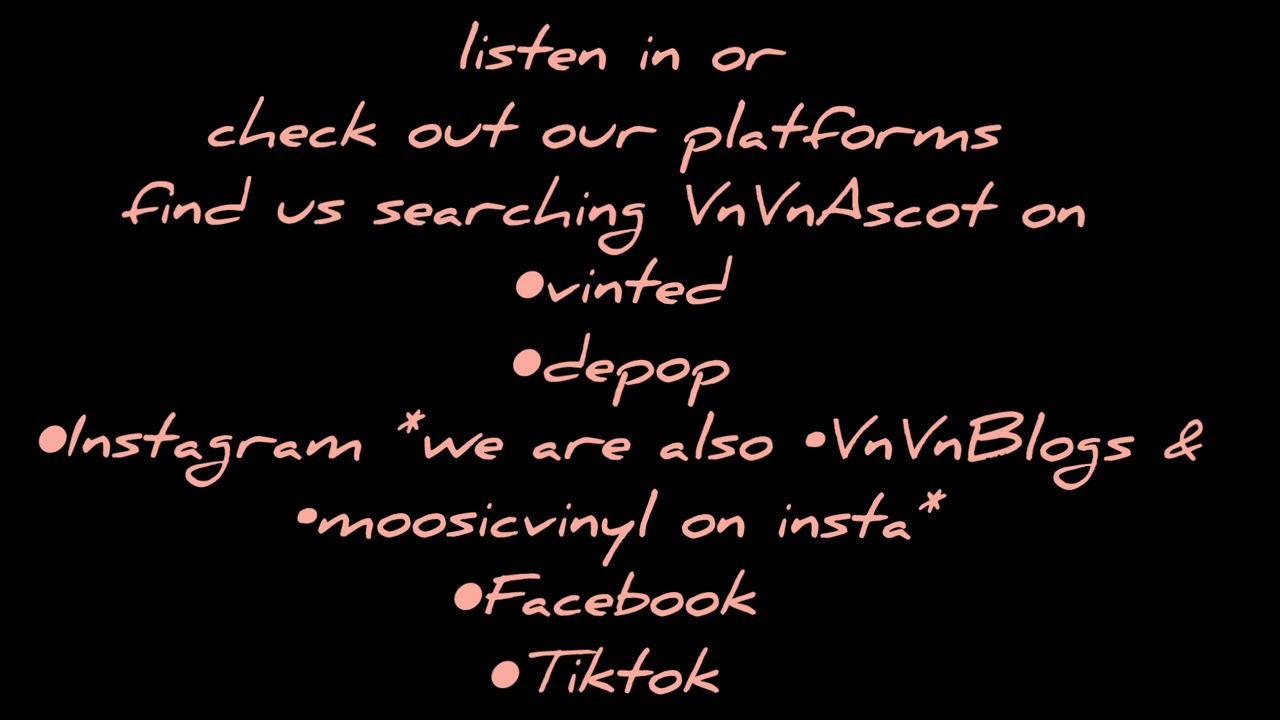 listen in or
check out our platforms
find us searching VnVnAscot on
•vinted
•depop
•Instagram *we are also •VnVnBlogs &
•moosicvinyl on insta*
•Facebook
•Tiktok